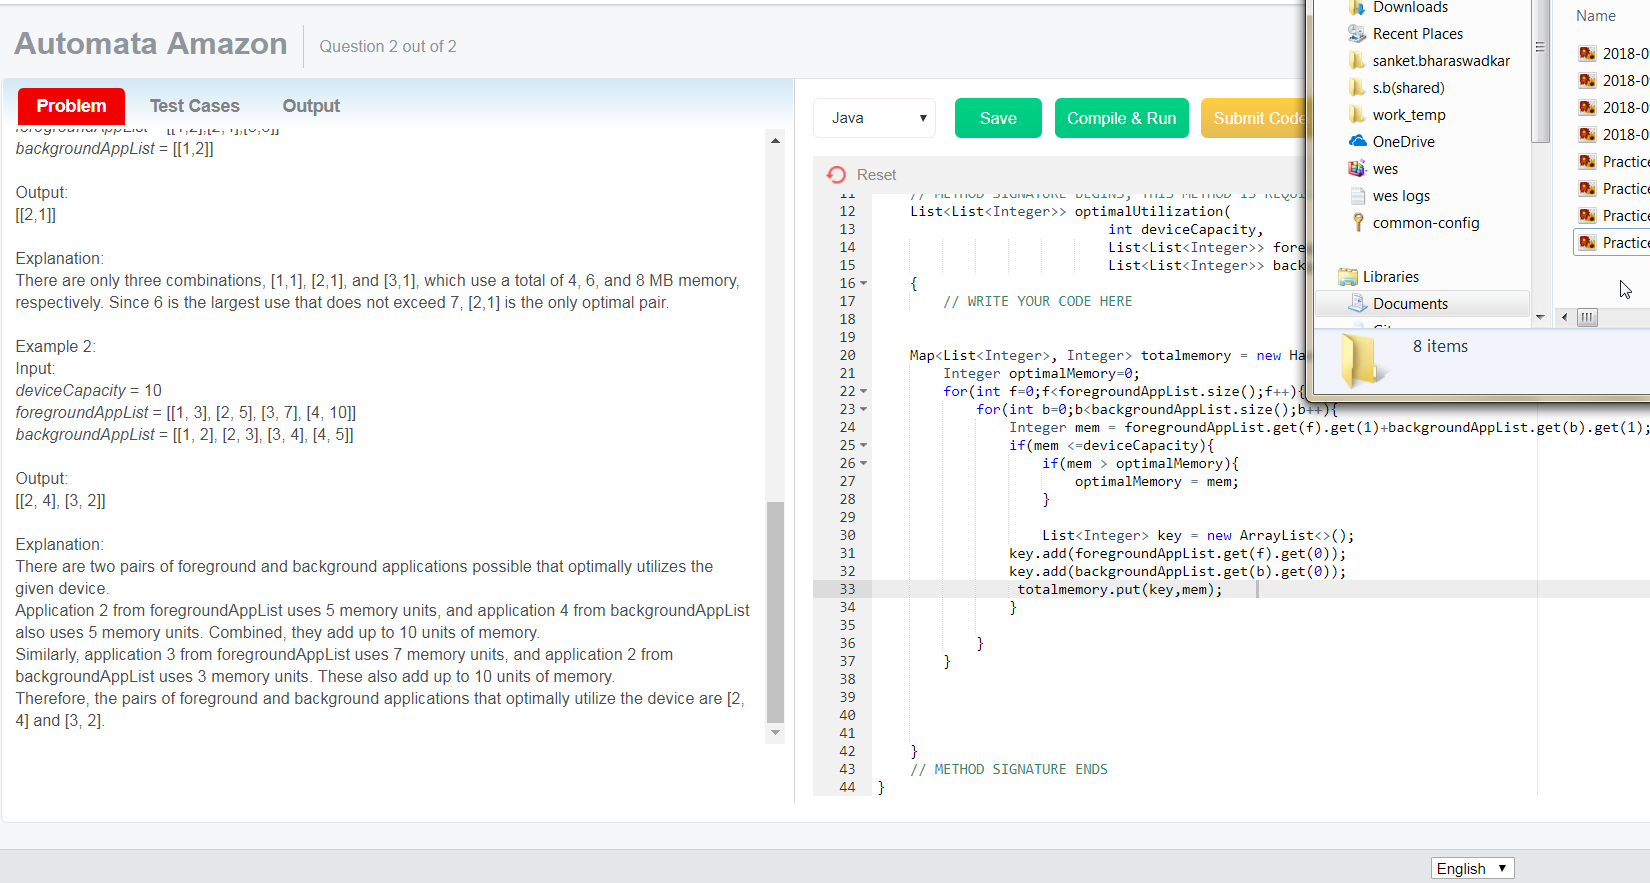 Automata Amazon
Question 2 out of 2
Problem
Test Cases
Output
backgroundAppList = [[1,2]]
Output:
[[2,1]]
Explanation:
There are only three combinations, [1,1], [2,1], and [3,1], which use a total of 4, 6, and 8 MB memory,
respectively. Since 6 is the largest use that does not exceed 7, [2,1] is the only optimal pair.
Example 2:
Input:
deviceCapacity = 10
foregroundAppList = [[1, 3], [2, 5], [3, 7], [4, 10]]
backgroundAppList = [[1, 2], [2, 3], [3, 4], [4, 5]]
Output:
[[2, 4], [3, 2]]
Explanation:
There are two pairs of foreground and background applications possible that optimally utilizes the
given device.
Application 2 from foregroundAppList uses 5 memory units, and application 4 from backgroundAppList
also uses 5 memory units. Combined, they add up to 10 units of memory.
Similarly, application 3 from foregroundAppList uses 7 memory units, and application 2 from
backgroundAppList uses 3 memory units. These also add up to 10 units of memory.
Therefore, the pairs of foreground and background applications that optimally utilize the device are [2,
4] and [3, 2].
Java
Save
Compile & Run
Submit Code
Reset
11 // METHOD SIGNATURE BEGINS, THIS METHOD IS REQUI
12 List<List<Integer>> optimalUtilization(
13 int deviceCapacity,
14 List<List<Integer>> fore
15 List<List<Integer>> back
16 {
17 // WRITE YOUR CODE HERE
18
19
20 Map<List<Integer>, Integer> totalmemory = new Ha
21 Integer optimalMemory=0;
22 for(int f=0;f<foregroundAppList.size();f++){
23 for(int b=0;b<backgroundAppList.size();b++){
24 Integer mem = foregroundAppList.get(f).get(1)+backgroundAppList.get(b).get(1);
25 if(mem <=deviceCapacity){
26 if(mem > optimalMemory){
27 optimalMemory = mem;
28 }
29
30 List<Integer> key = new ArrayList<>();
31 key.add(foregroundAppList.get(f).get(0));
32 key.add(backgroundAppList.get(b).get(0));
33 totalmemory.put(key,mem);
34 }
35
36 }
37 }
38
39
40
41
42 }
43 // METHOD SIGNATURE ENDS
44 }
Downloads
Recent Places
sanket.bharaswadkar
s.b(shared)
work_temp
OneDrive
wes
wes logs
common-config
Libraries
Documents
Name
2018-0
2018-0
2018-0
2018-0
Practice
Practice
Practice
Practice
8 items
English